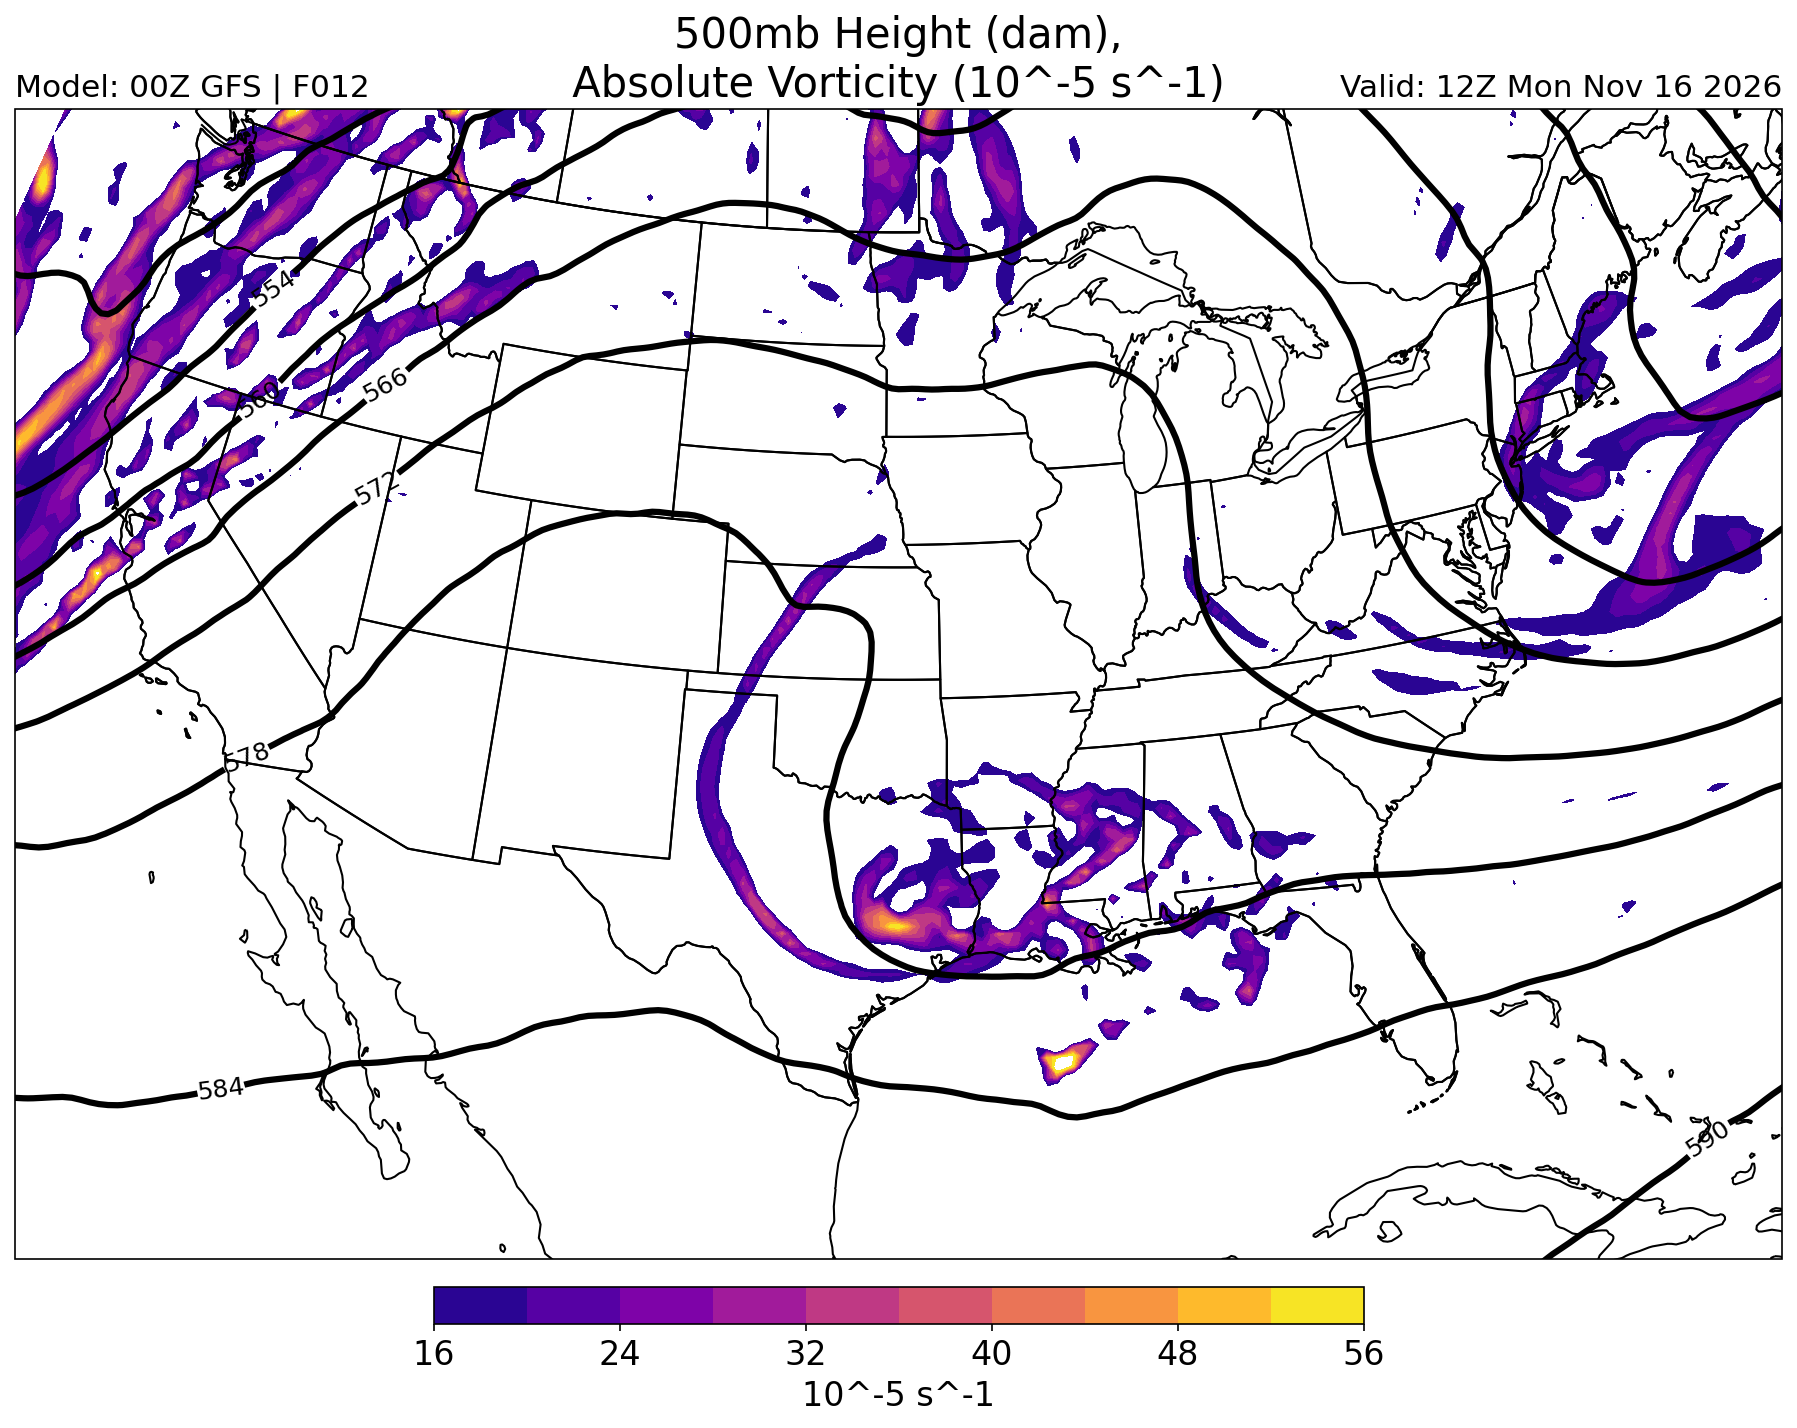 500mb Height (dam),
Absolute Vorticity (10^-5 s^-1)
Model: 00Z GFS | F012
Valid: 12Z Mon Nov 16 2026
554
560
566
572
578
584
590
16 24 32 40 48 56
10^-5 s^-1